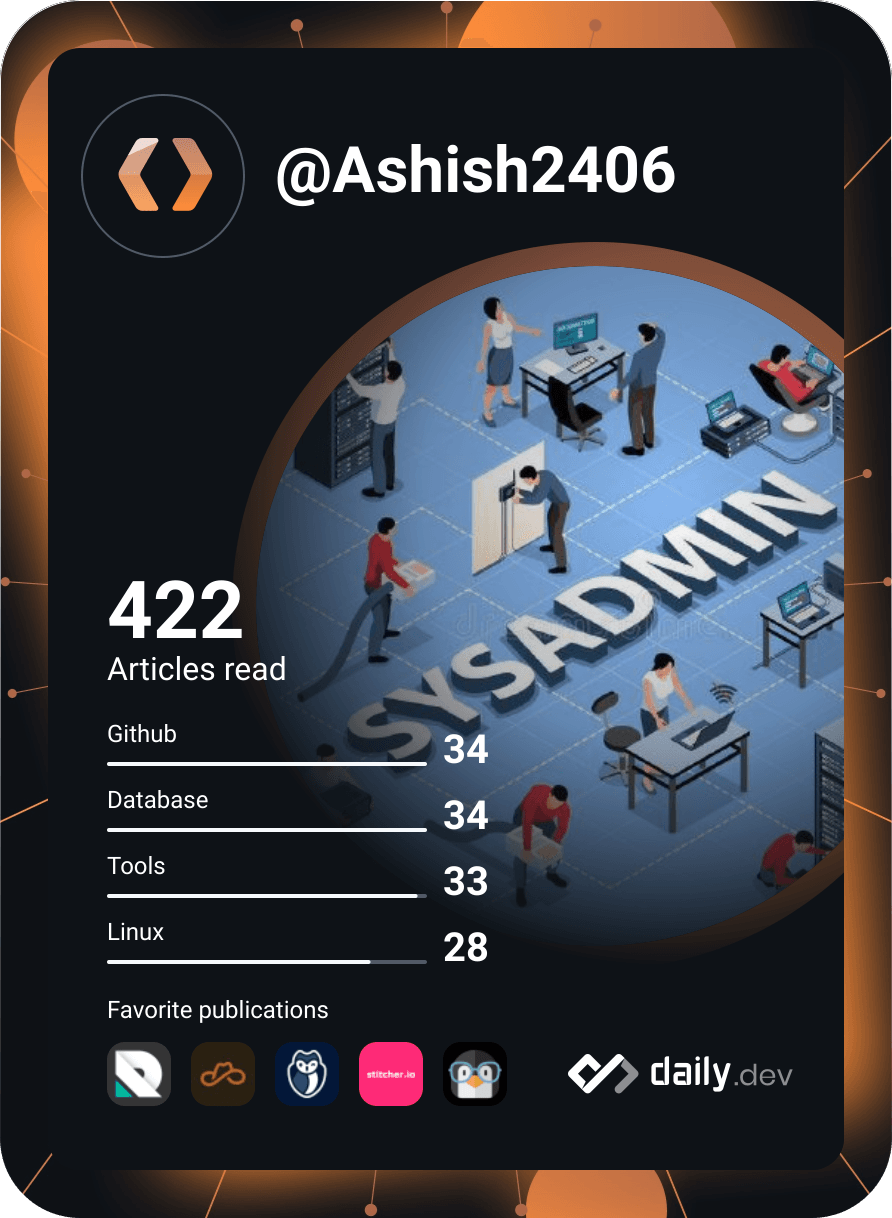 @Ashish2406
SYSADMIN
422
Articles read
Github
34
Database
34
Tools
33
Linux
28
Favorite publications
stitcher.io
daily.dev